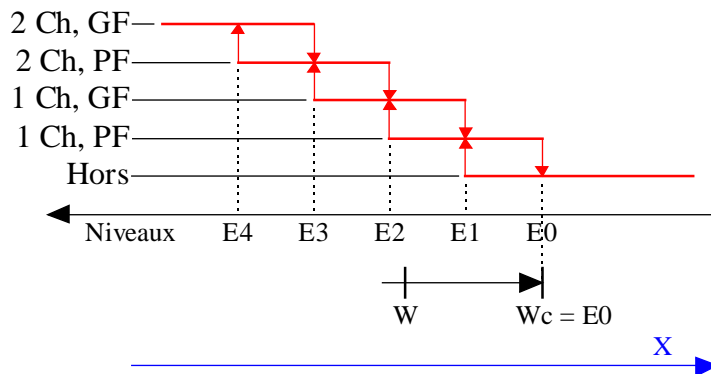 2 Ch, GF
2 Ch, PF
1 Ch, GF
1 Ch, PF
Hors
Niveaux E4 E3 E2 E1 E0
W Wc = E0
X